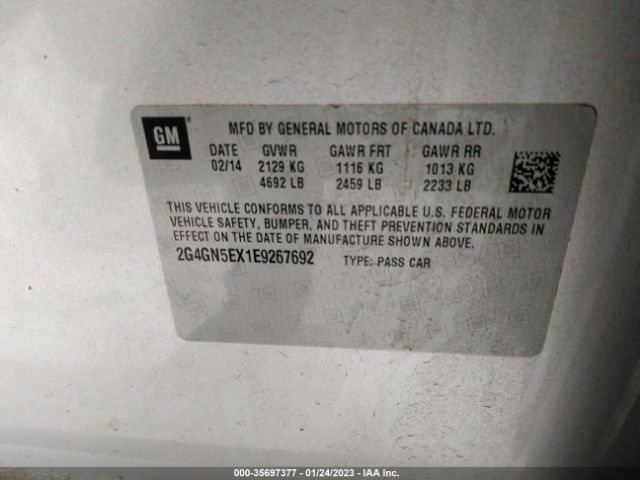 GM
MFD BY GENERAL MOTORS OF CANADA LTD.
DATE GVWR GAWR FRT GAWR RR
02/14 2129 KG 1116 KG 1013 KG
4692 LB 2459 LB 2233 LB
THIS VEHICLE CONFORMS TO ALL APPLICABLE U.S. FEDERAL MOTOR
VEHICLE SAFETY, BUMPER, AND THEFT PREVENTION STANDARDS IN
EFFECT ON THE DATE OF MANUFACTURE SHOWN ABOVE.
2G4GN5EX1E9267692 TYPE: PASS CAR
000-35697377 - 01/24/2023 - IAA Inc.